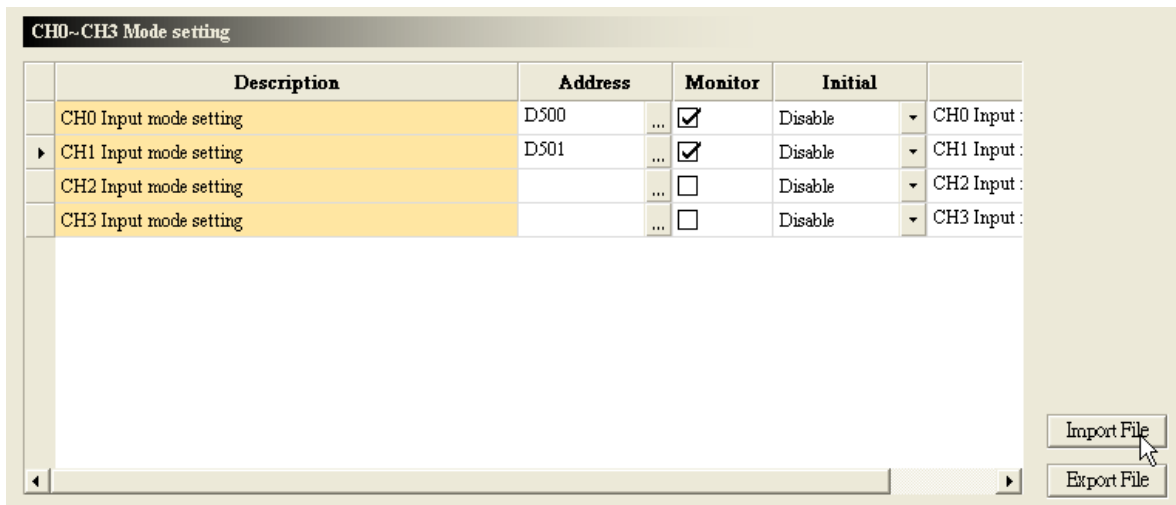 CH0~CH3 Mode setting
Description Address Monitor Initial
CH0 Input mode setting D500 ... Disable CH0 Input :
CH1 Input mode setting D501 ... Disable CH1 Input :
CH2 Input mode setting ... Disable CH2 Input :
CH3 Input mode setting ... Disable CH3 Input :
Import File
Export File